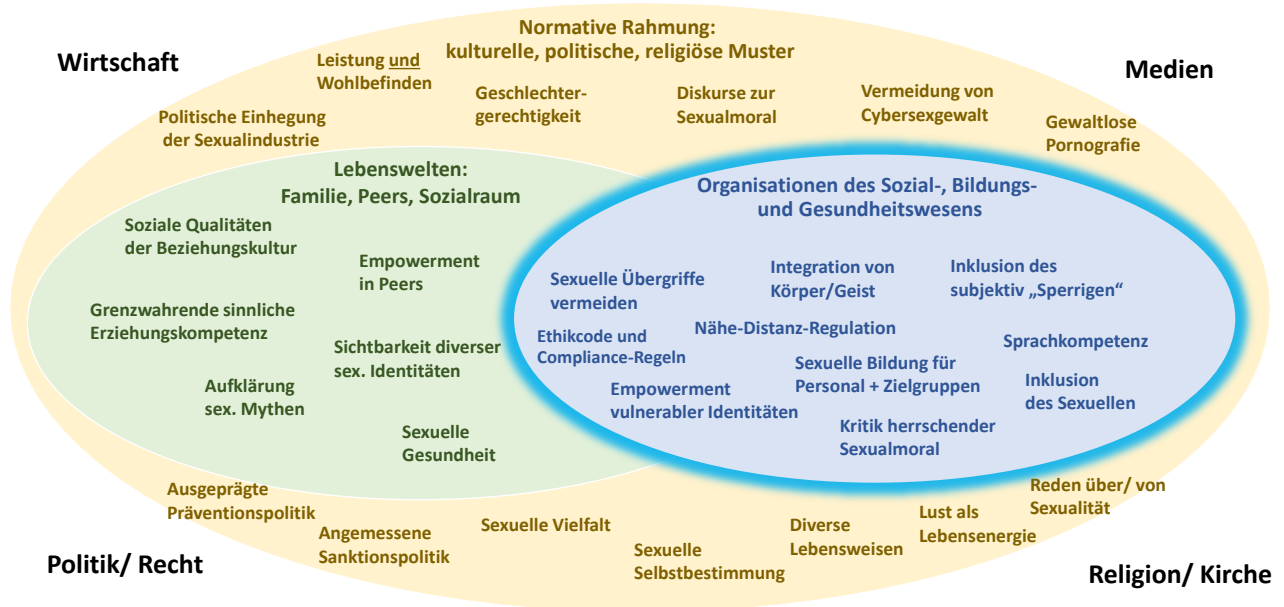 Normative Rahmung:
kulturelle, politische, religiöse Muster
Wirtschaft
Medien
Leistung und
Wohlbefinden
Politische Einhegung
der Sexualindustrie
Geschlechter-
gerechtigkeit
Diskurse zur
Sexualmoral
Vermeidung von
Cybersexgewalt
Gewaltlose
Pornografie
Lebenswelten:
Familie, Peers, Sozialraum
Soziale Qualitäten
der Beziehungskultur
Empowerment
in Peers
Grenzwahrende sinnliche
Erziehungskompetenz
Sichtbarkeit diverser
sex. Identitäten
Aufklärung
sex. Mythen
Sexuelle
Gesundheit
Organisationen des Sozial-, Bildungs-
und Gesundheitswesens
Sexuelle Übergriffe
vermeiden
Integration von
Körper/Geist
Inklusion des
subjektiv „Sperrigen“
Ethikcode und
Compliance-Regeln
Nähe-Distanz-Regulation
Sprachkompetenz
Empowerment
vulnerabler Identitäten
Sexuelle Bildung für
Personal + Zielgruppen
Inklusion
des Sexuellen
Kritik herrschender
Sexualmoral
Ausgeprägte
Präventionspolitik
Angemessene
Sanktionspolitik
Sexuelle Vielfalt
Sexuelle
Selbstbestimmung
Diverse
Lebensweisen
Lust als
Lebensenergie
Reden über/ von
Sexualität
Politik/ Recht
Religion/ Kirche